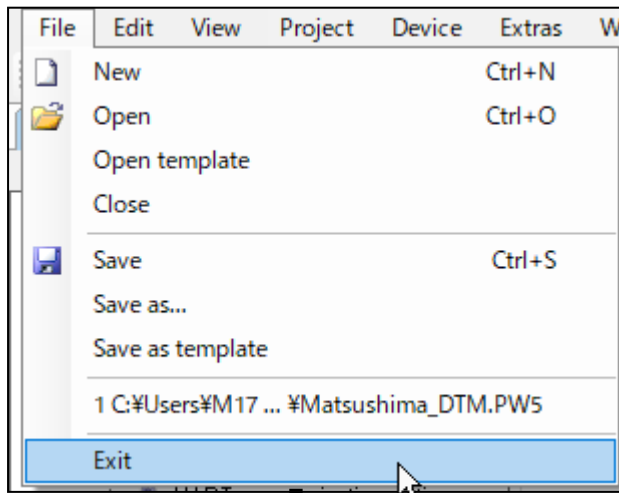 File Edit View Project Device Extras
New Ctrl+N
Open Ctrl+O
Open template
Close
Save Ctrl+S
Save as...
Save as template
1 C:¥Users¥M17 ... ¥Matsushima_DTM.PW5
Exit